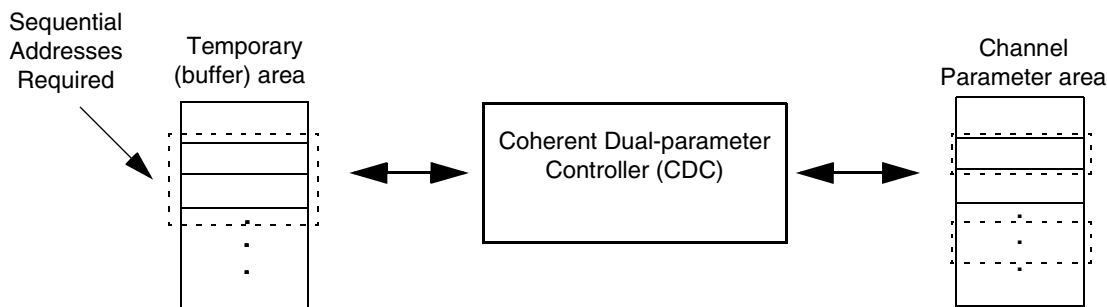 Sequential
Addresses
Required
Temporary
(buffer) area
Coherent Dual-parameter
Controller (CDC)
Channel
Parameter area